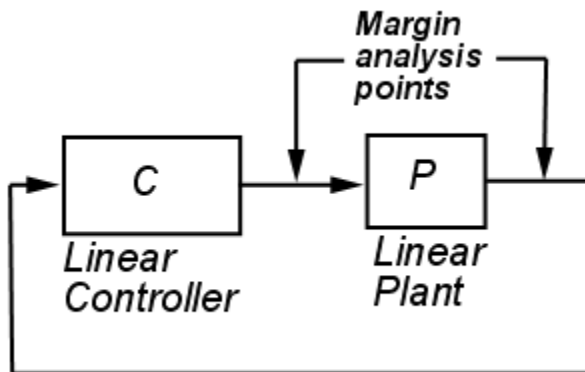 Margin
analysis
points
C
P
Linear
Controller
Linear
Plant